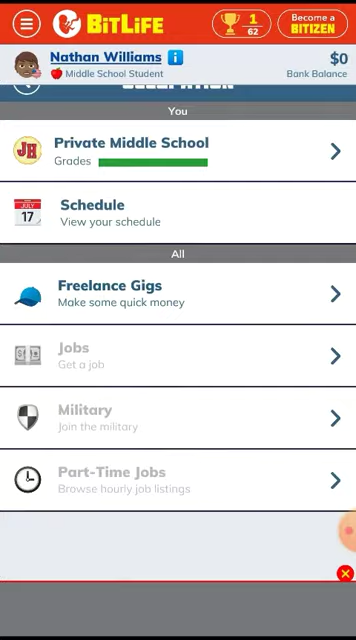 BitLife
1
62
Become a
BITIZEN
Nathan Williams i
Middle School Student
$0
Bank Balance
You
JH
Private Middle School
Grades
JULY
17
Schedule
View your schedule
All
Freelance Gigs
Make some quick money
Jobs
Get a job
Military
Join the military
Part-Time Jobs
Browse hourly job listings